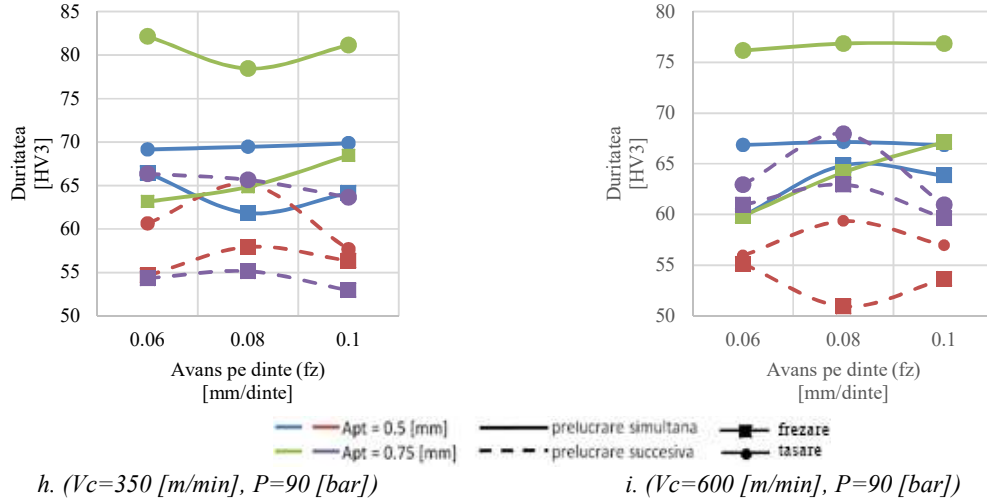 85
80
75
70
65
60
55
50
Duritatea
[HV3]
0.06 0.08 0.1
Avans pe dinte (fz)
[mm/dinte]
80
75
70
65
60
55
50
Duritatea
[HV3]
0.06 0.08 0.1
Avans pe dinte (fz)
[mm/dinte]
Apt = 0.5 [mm] prelucrare simultana frezare
Apt = 0.75 [mm] prelucrare succesiva tasare
h. (Vc=350 [m/min], P=90 [bar])
i. (Vc=600 [m/min], P=90 [bar])